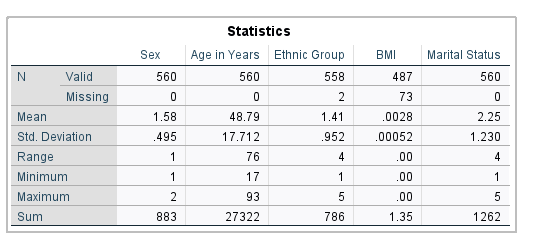 Statistics
Sex Age in Years Ethnic Group BMI Marital Status
N Valid 560 560 558 487 560
Missing 0 0 2 73 0
Mean 1.58 48.79 1.41 .0028 2.25
Std. Deviation .495 17.712 .952 .00052 1.230
Range 1 76 4 .00 4
Minimum 1 17 1 .00 1
Maximum 2 93 5 .00 5
Sum 883 27322 786 1.35 1262